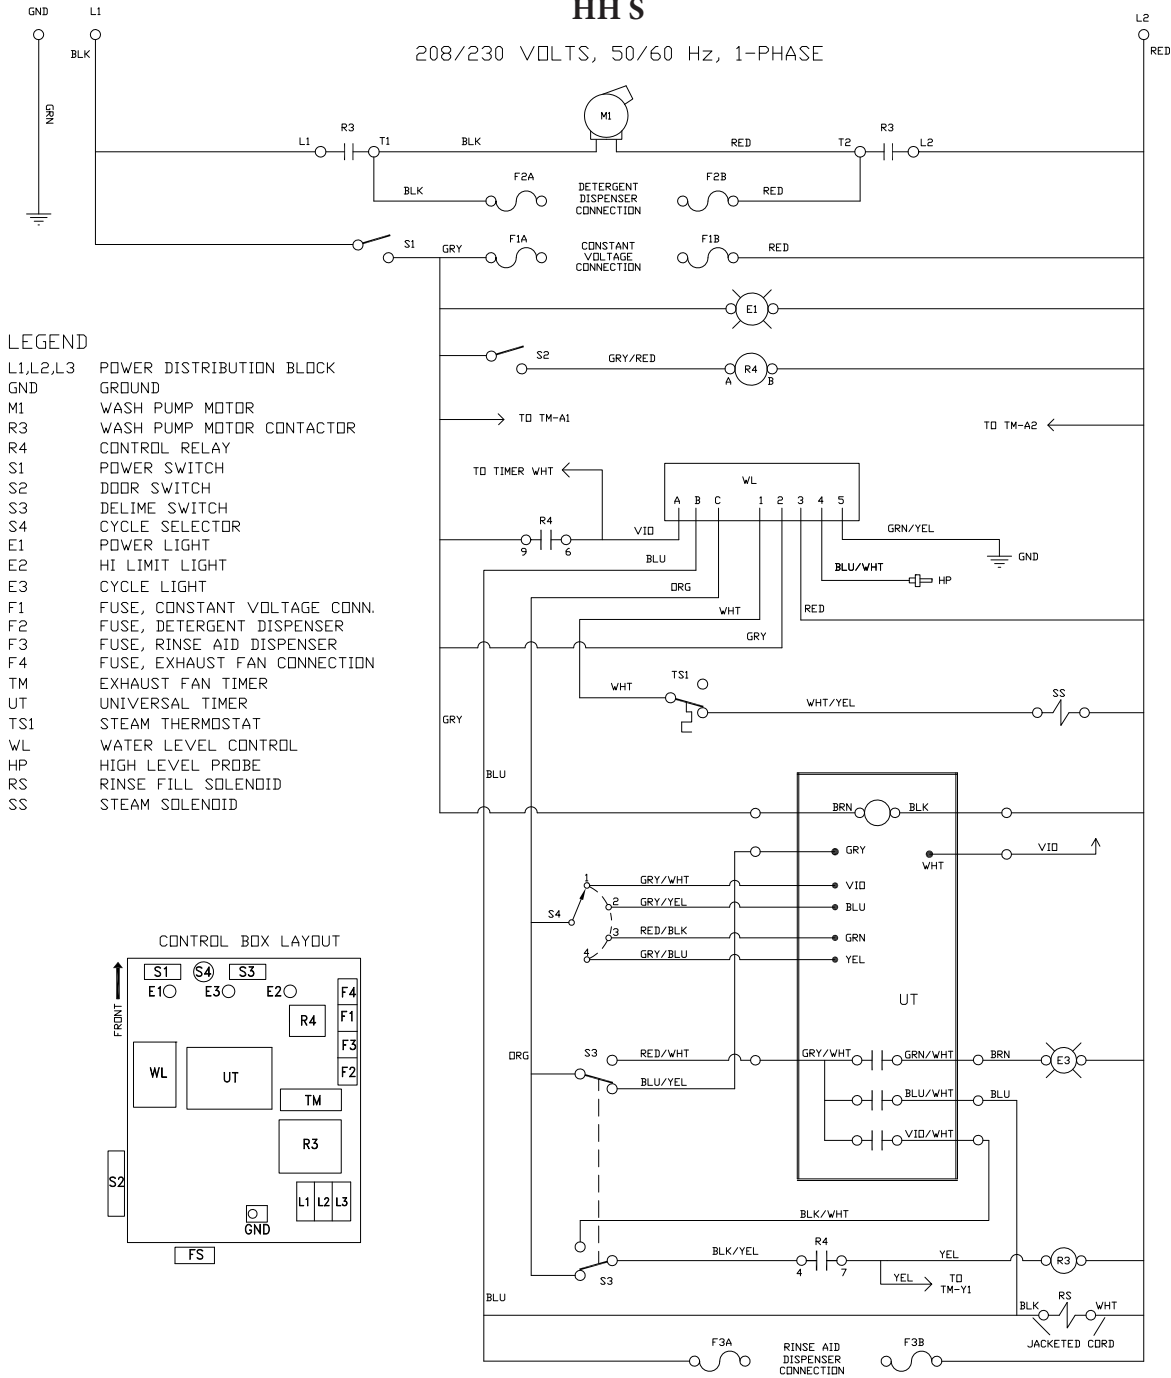 HH S
GND L1 L2
BLK RED
208/230 VOLTS, 50/60 Hz, 1-PHASE
GRN
M1
L1 R3 T1 BLK RED T2 R3 L2
BLK F2A DETERGENT DISPENSER CONNECTION F2B RED
S1 GRY F1A CONSTANT VOLTAGE CONNECTION F1B RED
E1
S2 GRY/RED A R4 B
TO TM-A1 TO TM-A2
LEGEND
L1,L2,L3 POWER DISTRIBUTION BLOCK
GND GROUND
M1 WASH PUMP MOTOR
R3 WASH PUMP MOTOR CONTACTOR
R4 CONTROL RELAY
S1 POWER SWITCH
S2 DOOR SWITCH
S3 DELIME SWITCH
S4 CYCLE SELECTOR
E1 POWER LIGHT
E2 HI LIMIT LIGHT
E3 CYCLE LIGHT
F1 FUSE, CONSTANT VOLTAGE CONN.
F2 FUSE, DETERGENT DISPENSER
F3 FUSE, RINSE AID DISPENSER
F4 FUSE, EXHAUST FAN CONNECTION
TM EXHAUST FAN TIMER
UT UNIVERSAL TIMER
TS1 STEAM THERMOSTAT
WL WATER LEVEL CONTROL
HP HIGH LEVEL PROBE
RS RINSE FILL SOLENOID
SS STEAM SOLENOID
TO TIMER WHT
WL
A B C 1 2 3 4 5
R4
9 6
VIO
GRN/YEL
GND
BLU
BLU/WHT
HP
ORG
WHT RED
GRY
TS1
WHT
WHT/YEL
SS
GRY
BLU
BRN BLK
GRY
WHT
VIO
1 GRY/WHT VIO
S4
2 GRY/YEL BLU
3 RED/BLK GRN
4 GRY/BLU YEL
UT
ORG
S3 RED/WHT GRY/WHT GRN/WHT BRN E3
BLU/YEL BLU/WHT BLU
VIO/WHT
BLK/WHT
S3 BLK/YEL R4 YEL R3
4 7
YEL TO TM-Y1
BLU
BLK RS WHT
JACKETED CORD
F3A RINSE AID DISPENSER CONNECTION F3B
CONTROL BOX LAYOUT
FRONT
S1 S4 S3
E1 E3 E2
F4
R4 F1
F3
WL UT F2
TM
R3
S2
L1 L2 L3
GND
FS